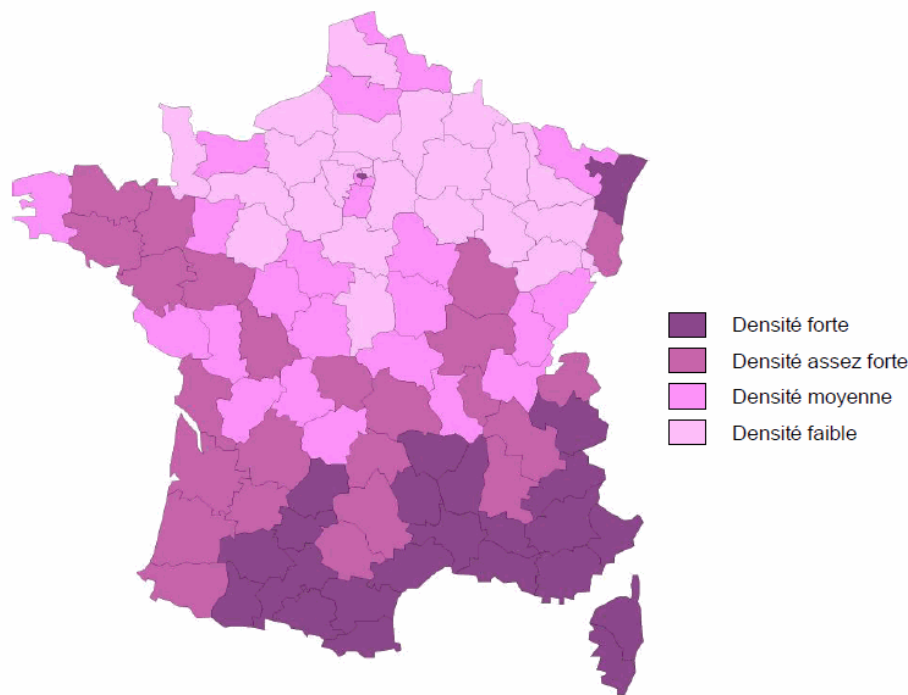 Densité forte
Densité assez forte
Densité moyenne
Densité faible